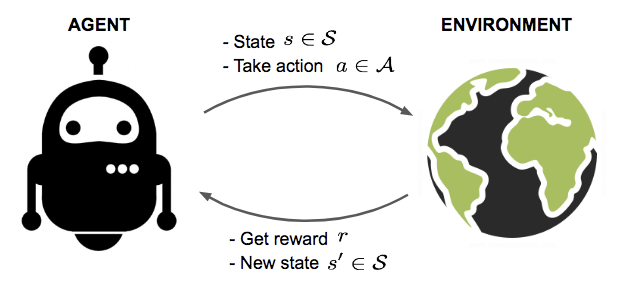 AGENT
ENVIRONMENT
- State s ∈ 𝒮
- Take action a ∈ 𝒜
- Get reward r
- New state s′ ∈ 𝒮